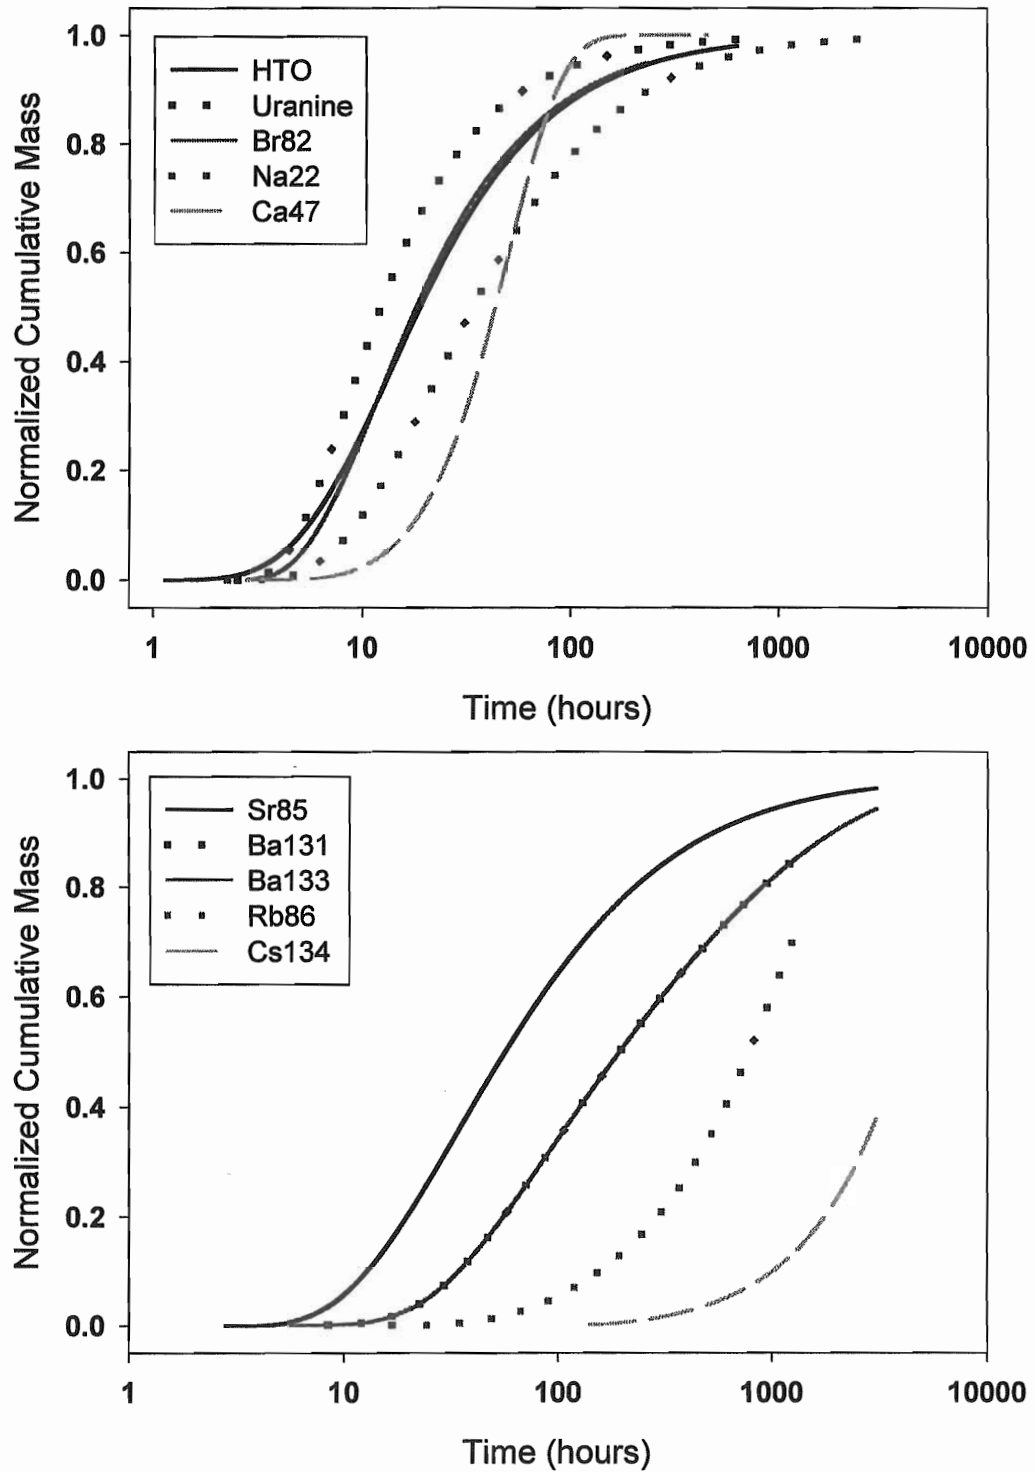 Normalized Cumulative Mass
1.0
0.8
0.6
0.4
0.2
0.0
HTO
Uranine
Br82
Na22
Ca47
1 10 100 1000 10000
Time (hours)
Normalized Cumulative Mass
1.0
0.8
0.6
0.4
0.2
0.0
Sr85
Ba131
Ba133
Rb86
Cs134
1 10 100 1000 10000
Time (hours)